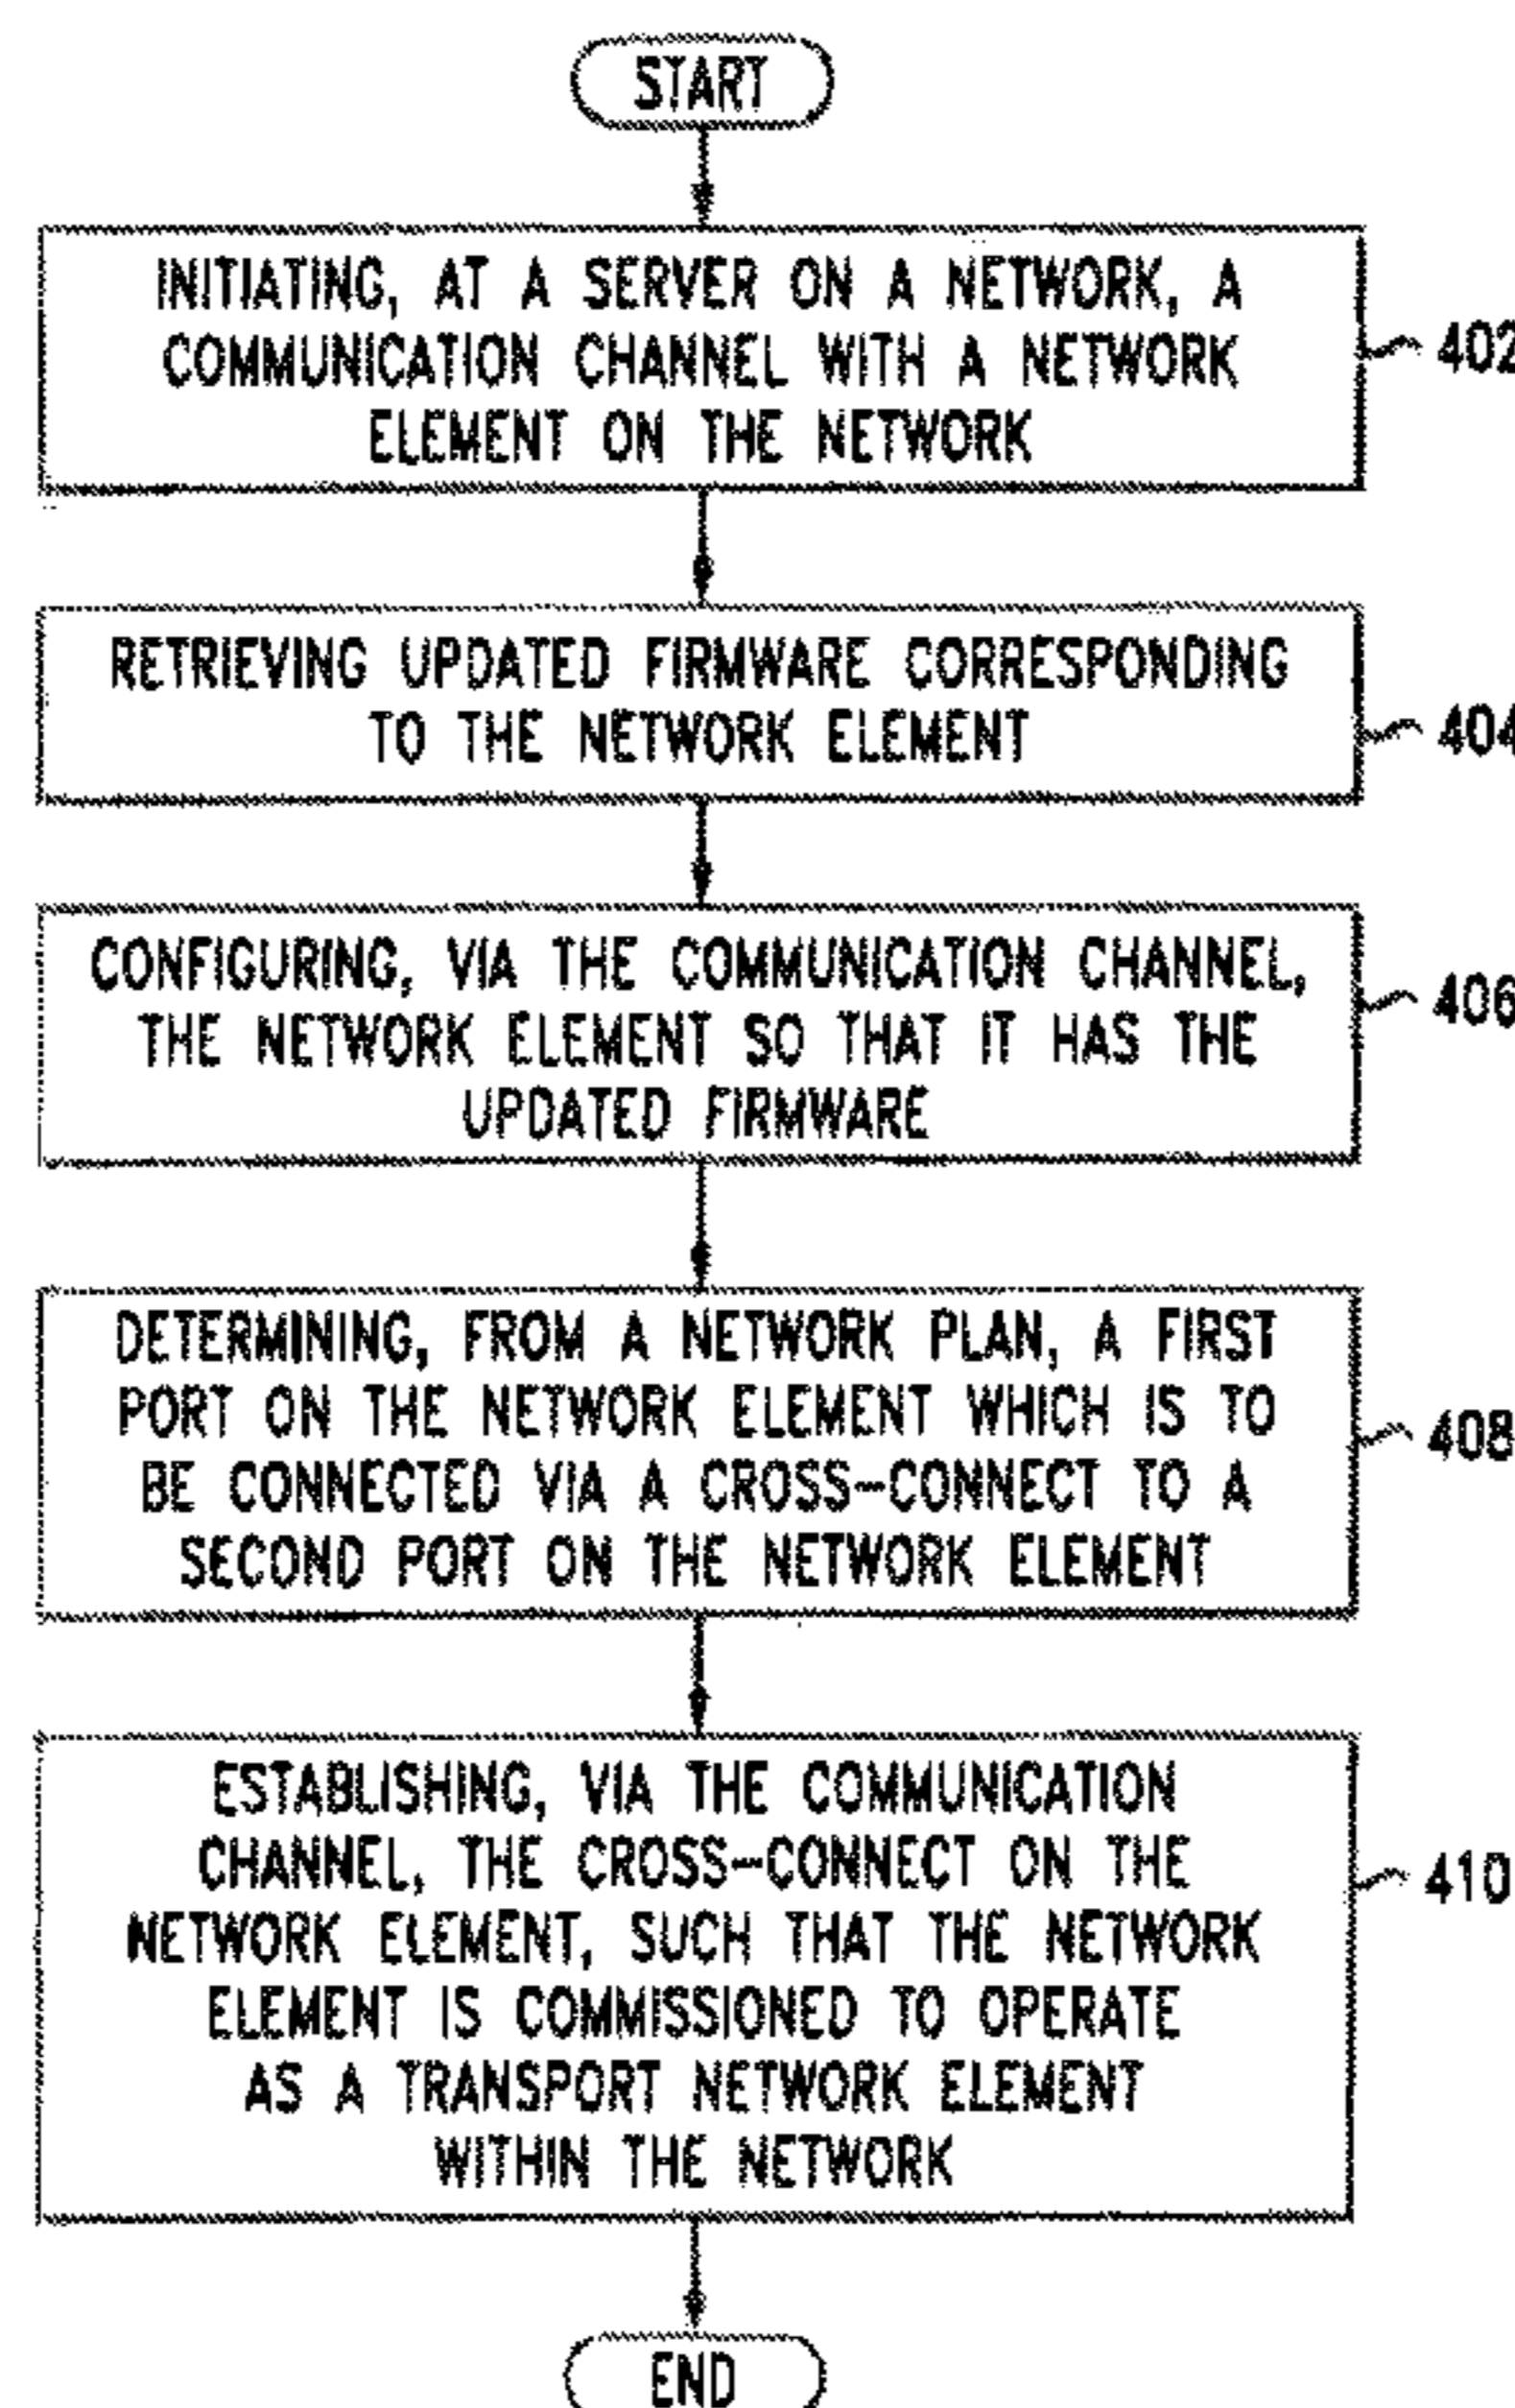 START
INITIATING, AT A SERVER ON A NETWORK, A
COMMUNICATION CHANNEL WITH A NETWORK
ELEMENT ON THE NETWORK
402
RETRIEVING UPDATED FIRMWARE CORRESPONDING
TO THE NETWORK ELEMENT
404
CONFIGURING, VIA THE COMMUNICATION CHANNEL,
THE NETWORK ELEMENT SO THAT IT HAS THE
UPDATED FIRMWARE
406
DETERMINING, FROM A NETWORK PLAN, A FIRST
PORT ON THE NETWORK ELEMENT WHICH IS TO
BE CONNECTED VIA A CROSS-CONNECT TO A
SECOND PORT ON THE NETWORK ELEMENT
408
ESTABLISHING, VIA THE COMMUNICATION
CHANNEL, THE CROSS-CONNECT ON THE
NETWORK ELEMENT, SUCH THAT THE NETWORK
ELEMENT IS COMMISSIONED TO OPERATE
AS A TRANSPORT NETWORK ELEMENT
WITHIN THE NETWORK
410
END